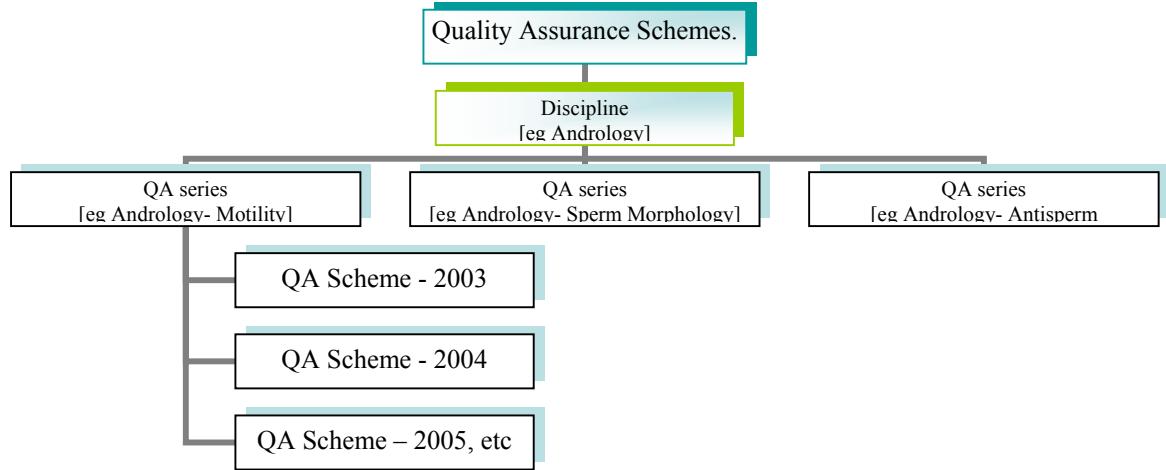 Quality Assurance Schemes.
Discipline
[eg Andrology]
QA series
[eg Andrology- Motility]
QA series
[eg Andrology- Sperm Morphology]
QA series
[eg Andrology- Antisperm
QA Scheme - 2003
QA Scheme - 2004
QA Scheme – 2005, etc